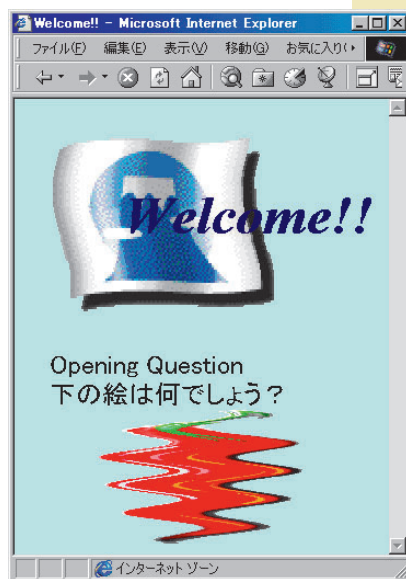 Welcome!! - Microsoft Internet Explorer
ファイル(F) 編集(E) 表示(V) 移動(G) お気に入り(
Welcome!!
Opening Question
下の絵は何でしょう?
インターネット ゾーン